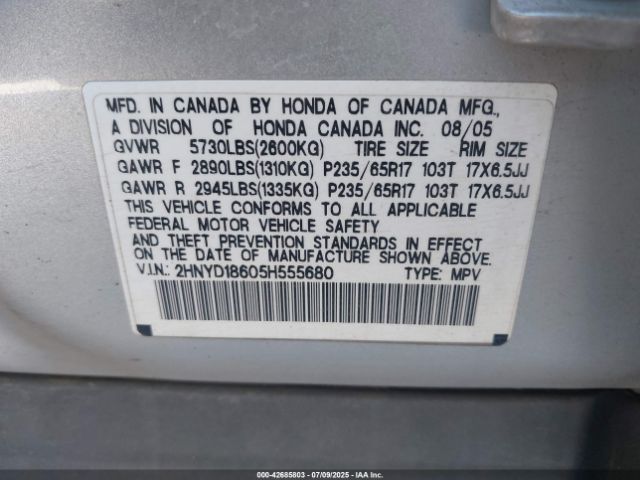 MFD. IN CANADA BY HONDA OF CANADA MFG.,
A DIVISION OF HONDA CANADA INC. 08/05
GVWR 5730LBS(2600KG) TIRE SIZE RIM SIZE
GAWR F 2890LBS(1310KG) P235/65R17 103T 17X6.5JJ
GAWR R 2945LBS(1335KG) P235/65R17 103T 17X6.5JJ
THIS VEHICLE CONFORMS TO ALL APPLICABLE
FEDERAL MOTOR VEHICLE SAFETY
AND THEFT PREVENTION STANDARDS IN EFFECT
ON THE DATE OF MANUFACTURE SHOWN ABOVE.
V.I.N.: 2HNYD18605H555680 TYPE: MPV
000-42685803 - 07/09/2025 - IAA Inc.